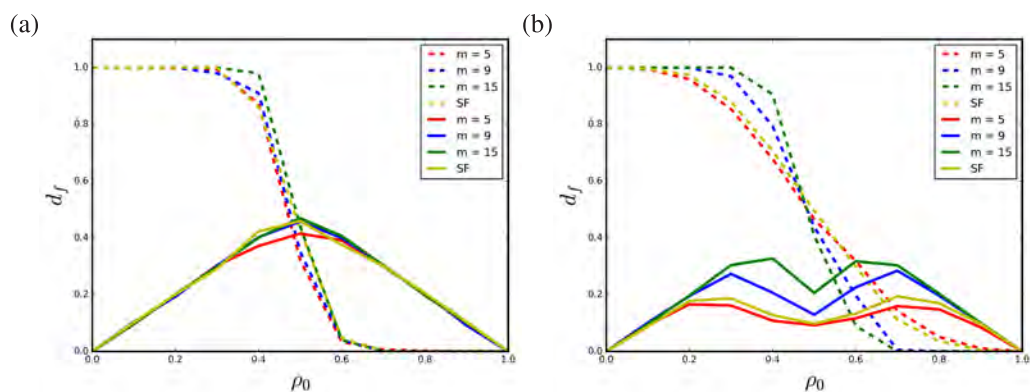 (a)
1.0
0.8
0.6
0.4
0.2
0.0
0.0 0.2 0.4 0.6 0.8 1.0
d_f
ρ_0
m = 5
m = 9
m = 15
SF
m = 5
m = 9
m = 15
SF
(b)
1.0
0.8
0.6
0.4
0.2
0.0
0.0 0.2 0.4 0.6 0.8 1.0
d_f
ρ_0
m = 5
m = 9
m = 15
SF
m = 5
m = 9
m = 15
SF